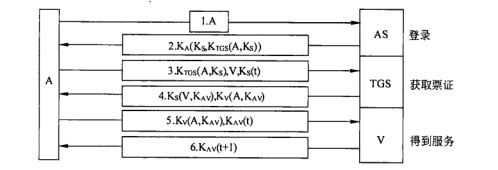 1.A
AS
登录
2.KA(KS,KTGS(A,KS))
3.KTGS(A,KS),V,KS(t)
A
TGS
获取票证
4.KS(V,KAV),KV(A,KAV)
5.KV(A,KAV),KAV(t)
V
得到服务
6.KAV(t+1)